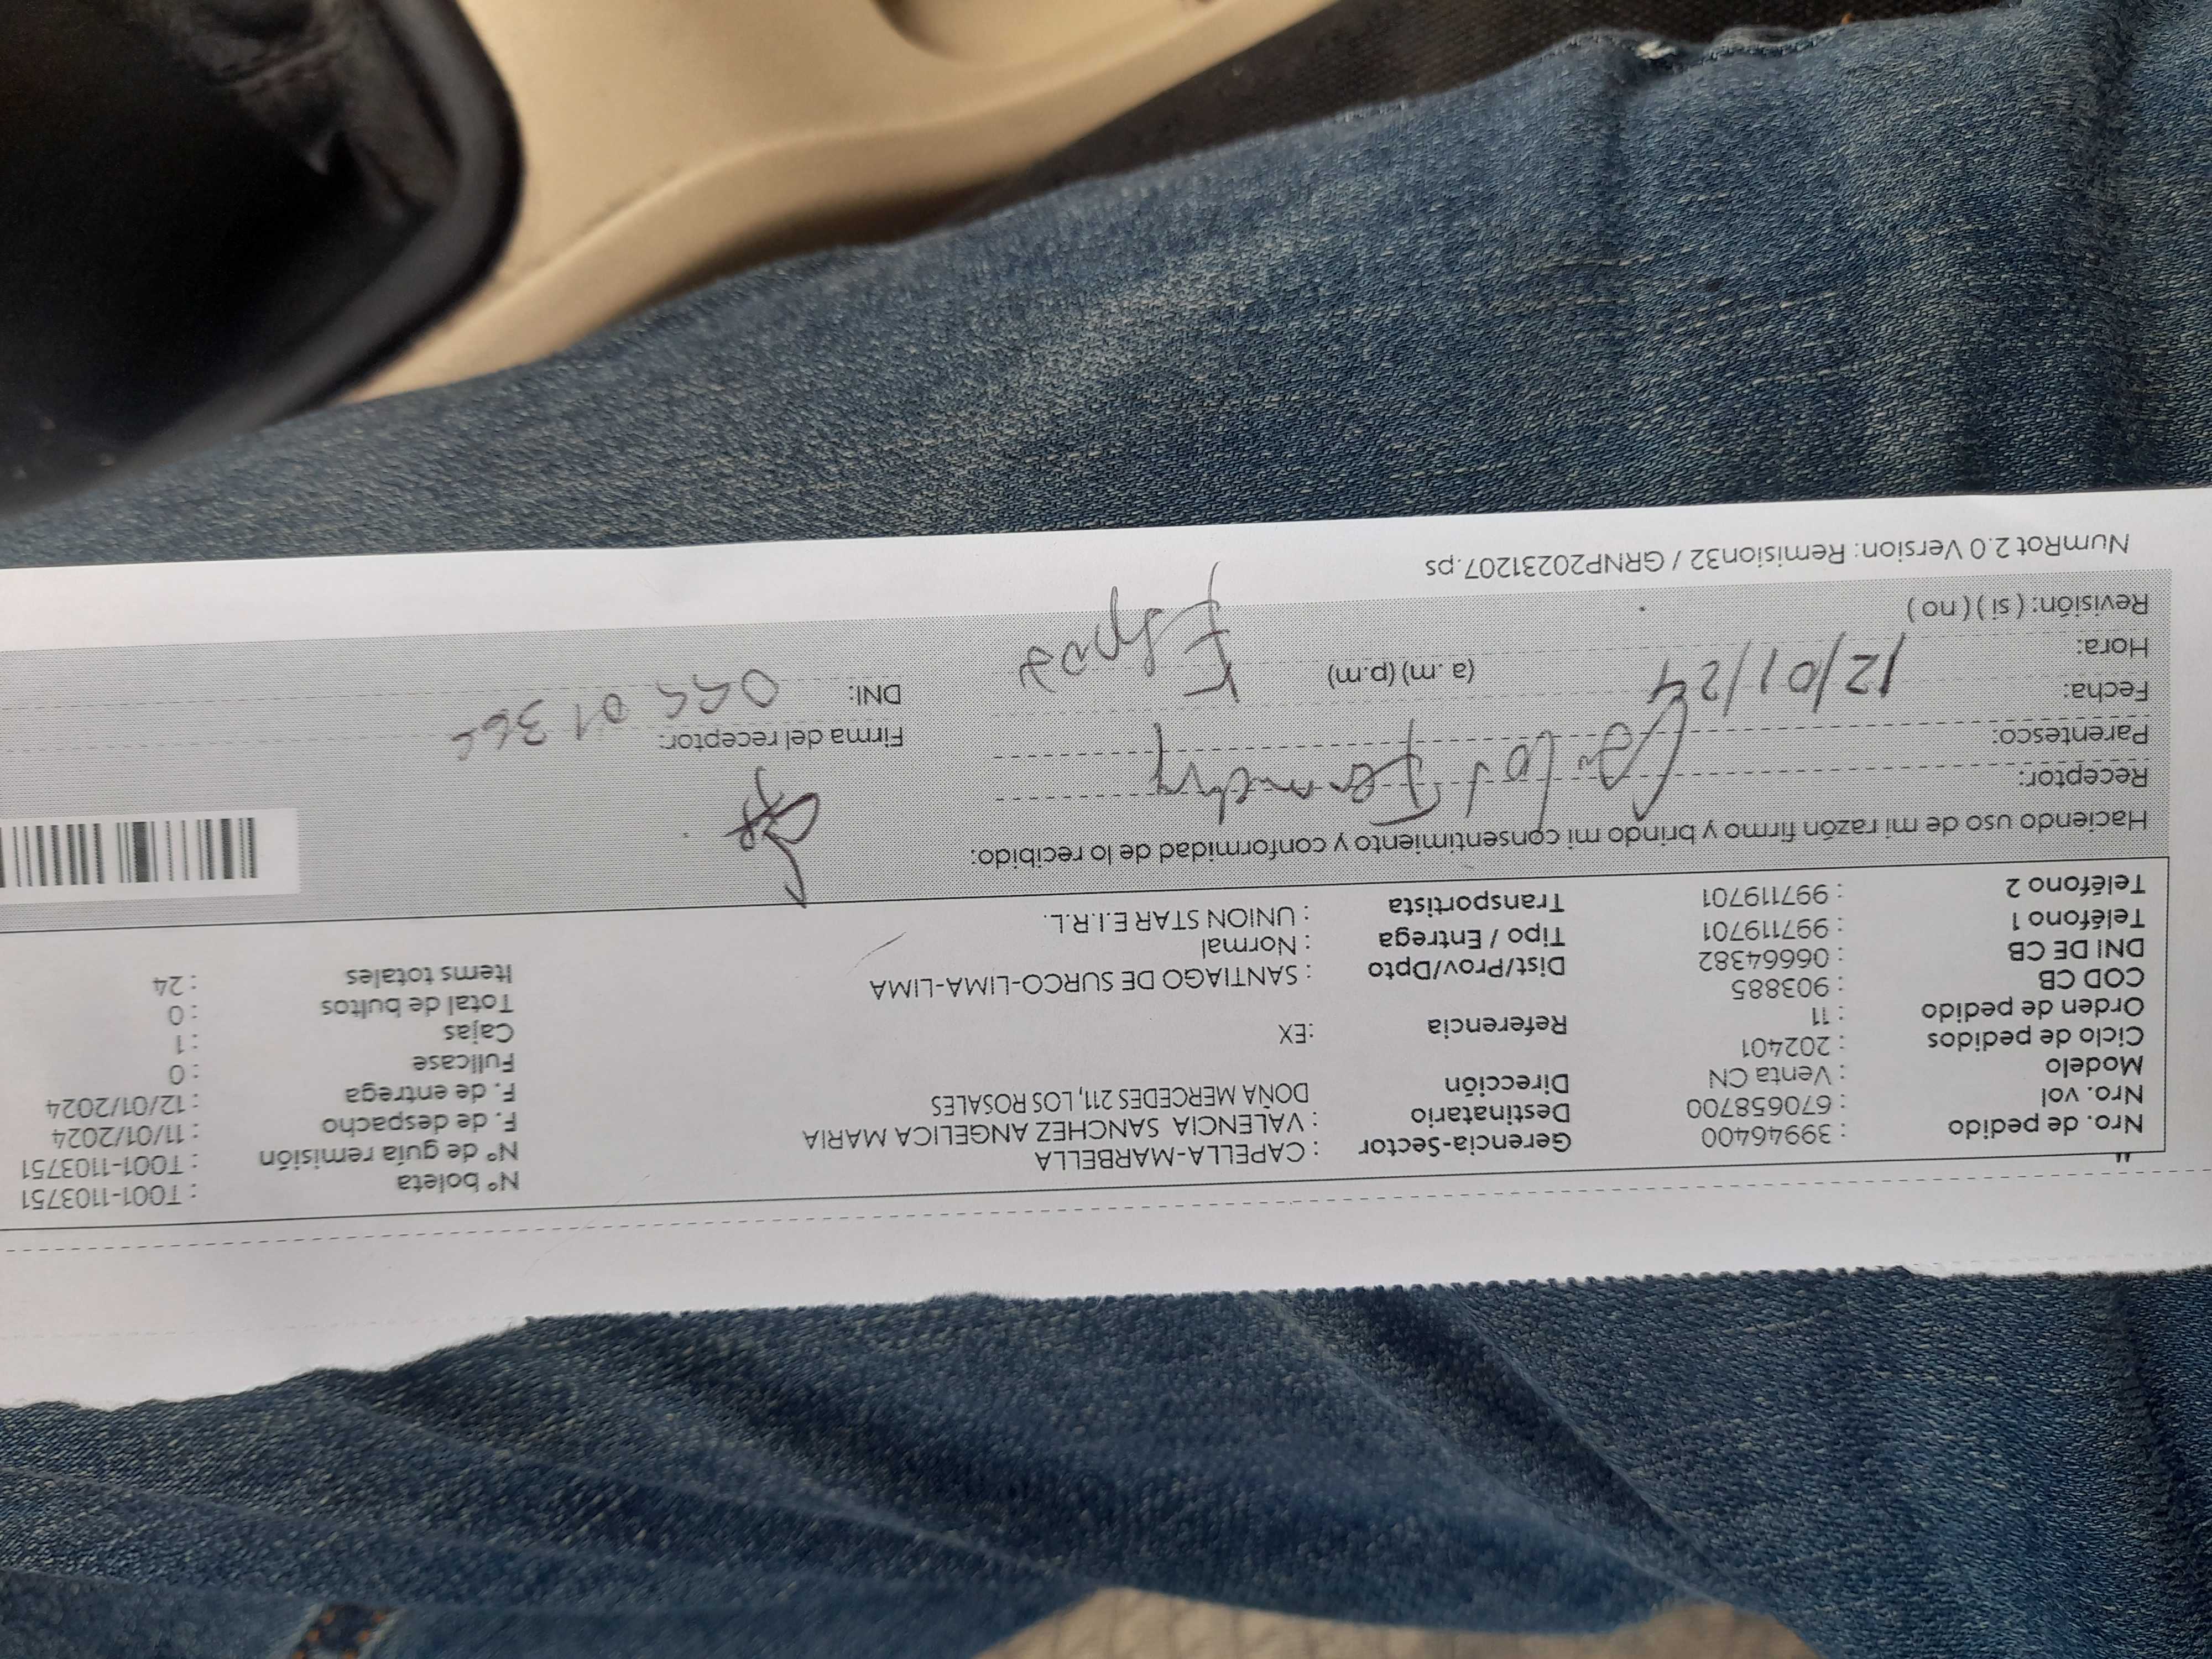 Nro. de pedido : 39946400 Gerencia-Sector : CAPELLA-MARBELLA Nº boleta : T001-1103751
Nro. vol : 670658700 Destinatario : VALENCIA SANCHEZ ANGELICA MARIA Nº de guía remisión : T001-1103751
Modelo : Venta CN Dirección DOÑA MERCEDES 211, LOS ROSALES F. de despacho : 11/01/2024
Ciclo de pedidos : 202401 F. de entrega : 12/01/2024
Orden de pedido : 11 Referencia :EX Fullcase : 0
COD CB : 903885 Cajas : 1
DNI DE CB : 06664382 Dist/Prov/Dpto : SANTIAGO DE SURCO-LIMA-LIMA Total de bultos : 0
Teléfono 1 : 997119701 Tipo / Entrega : Normal Items totales : 24
Teléfono 2 : 997119701 Transportista : UNION STAR E.I.R.L.
Haciendo uso de mi razón firmo y brindo mi consentimiento y conformidad de lo recibido:
Receptor: Carlos
Parentesco: Firma del receptor:
Fecha: 12/01/24 DNI:
Hora: (a .m) (p.m)
Revisión: ( si ) ( no )
NumRot 2.0 Version: Remision32 / GRNP20231207.ps